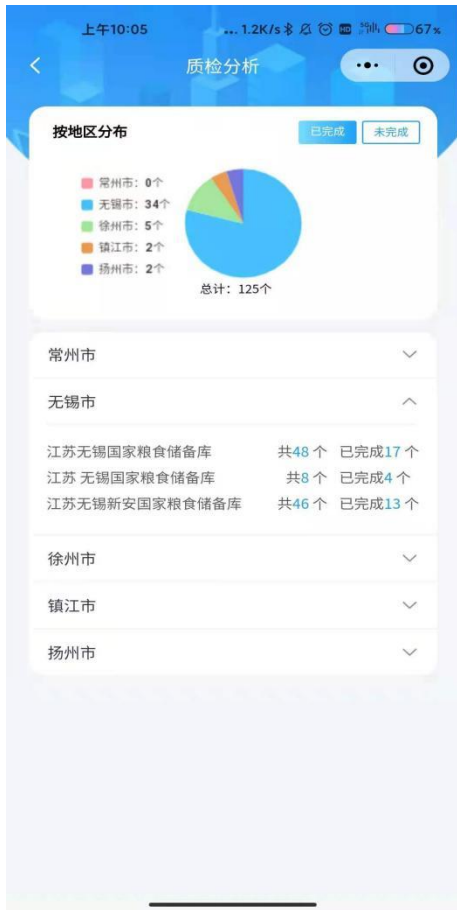 上午10:05 ... 1.2K/s HD 5G 67%
质检分析
按地区分布 已完成 未完成
常州市：0个
无锡市：34个
徐州市：5个
镇江市：2个
扬州市：2个
总计：125个
常州市
无锡市
江苏无锡国家粮食储备库 共48个 已完成17个
江苏 无锡国家粮食储备库 共8个 已完成4个
江苏无锡新安国家粮食储备库 共46个 已完成13个
徐州市
镇江市
扬州市